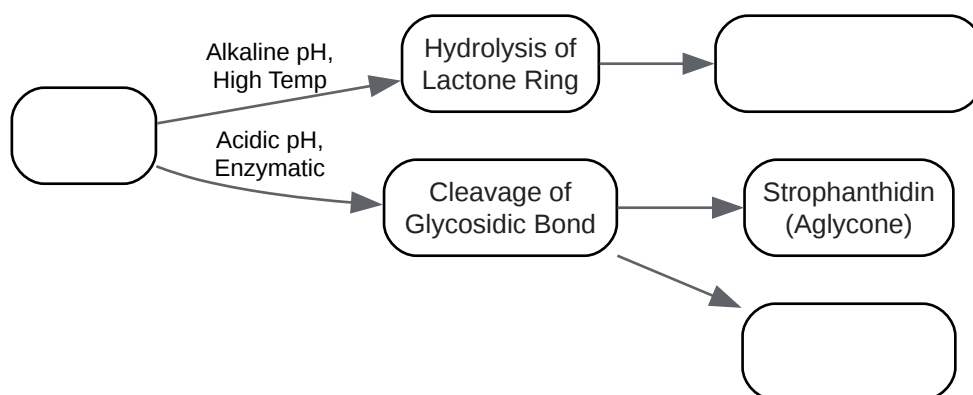 Alkaline pH,
High Temp
Hydrolysis of
Lactone Ring
Acidic pH,
Enzymatic
Cleavage of
Glycosidic Bond
Strophanthidin
(Aglycone)